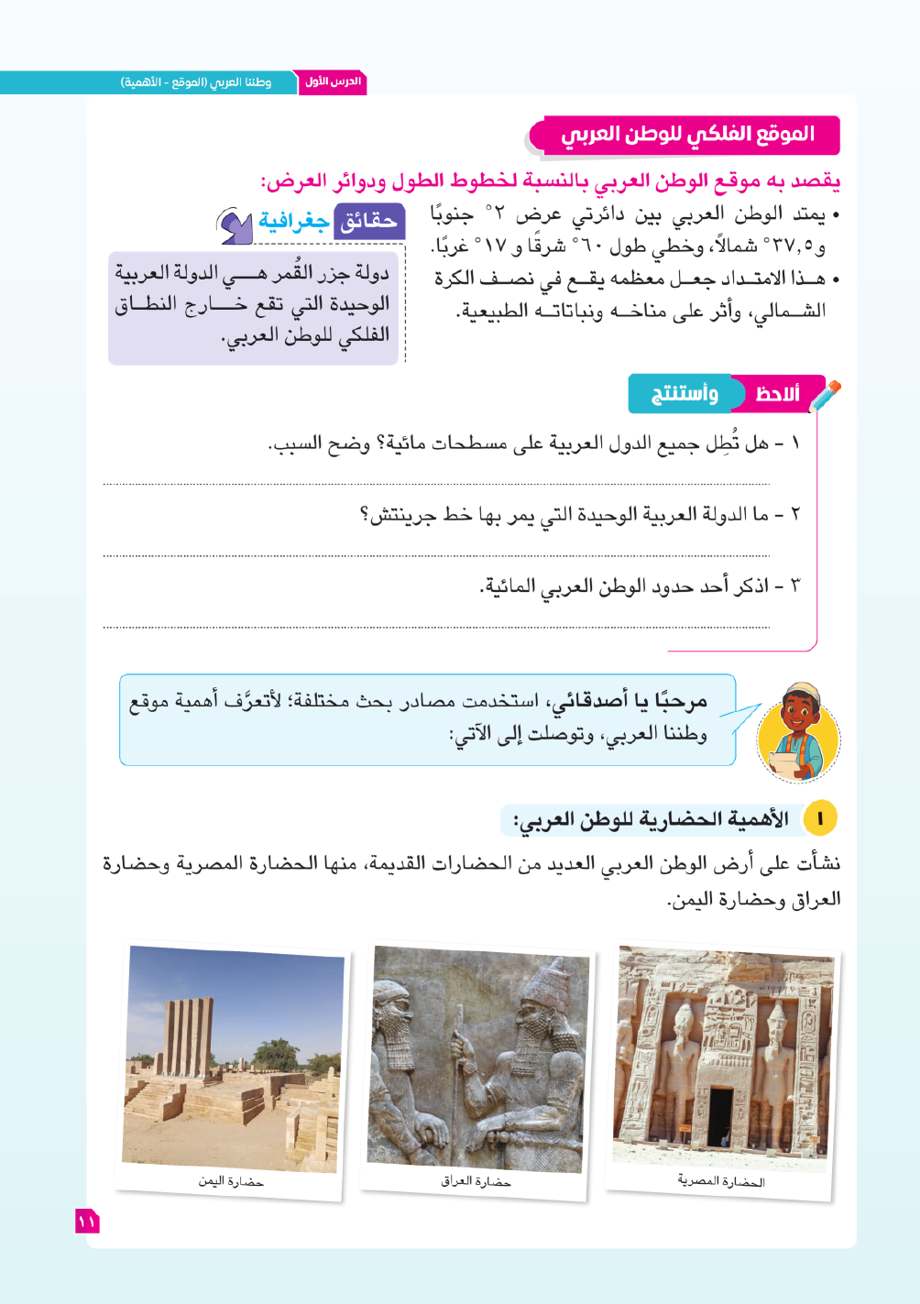 الدرس الأول
وطننا العربي (الموقع - الأهمية)
الموقع الفلكي للوطن العربي
يقصد به موقع الوطن العربي بالنسبة لخطوط الطول ودوائر العرض:
• يمتد الوطن العربي بين دائرتي عرض ٢° جنوبًا
و٣٧,٥° شمالًا، وخطي طول ٦٠° شرقًا و ١٧° غربًا.
• هذا الامتداد جعل معظمه يقع في نصف الكرة
الشمالي، وأثر على مناخه ونباتاته الطبيعية.
حقائق جغرافية
دولة جزر القُمر هي الدولة العربية
الوحيدة التي تقع خارج النطاق
الفلكي للوطن العربي.
ألاحظ وأستنتج
١ - هل تُطِل جميع الدول العربية على مسطحات مائية؟ وضح السبب.
٢ - ما الدولة العربية الوحيدة التي يمر بها خط جرينتش؟
٣ - اذكر أحد حدود الوطن العربي المائية.
مرحبًا يا أصدقائي، استخدمت مصادر بحث مختلفة؛ لأتعرَّف أهمية موقع
وطننا العربي، وتوصلت إلى الآتي:
١ الأهمية الحضارية للوطن العربي:
نشأت على أرض الوطن العربي العديد من الحضارات القديمة، منها الحضارة المصرية وحضارة
العراق وحضارة اليمن.
الحضارة المصرية
حضارة العراق
حضارة اليمن
١١